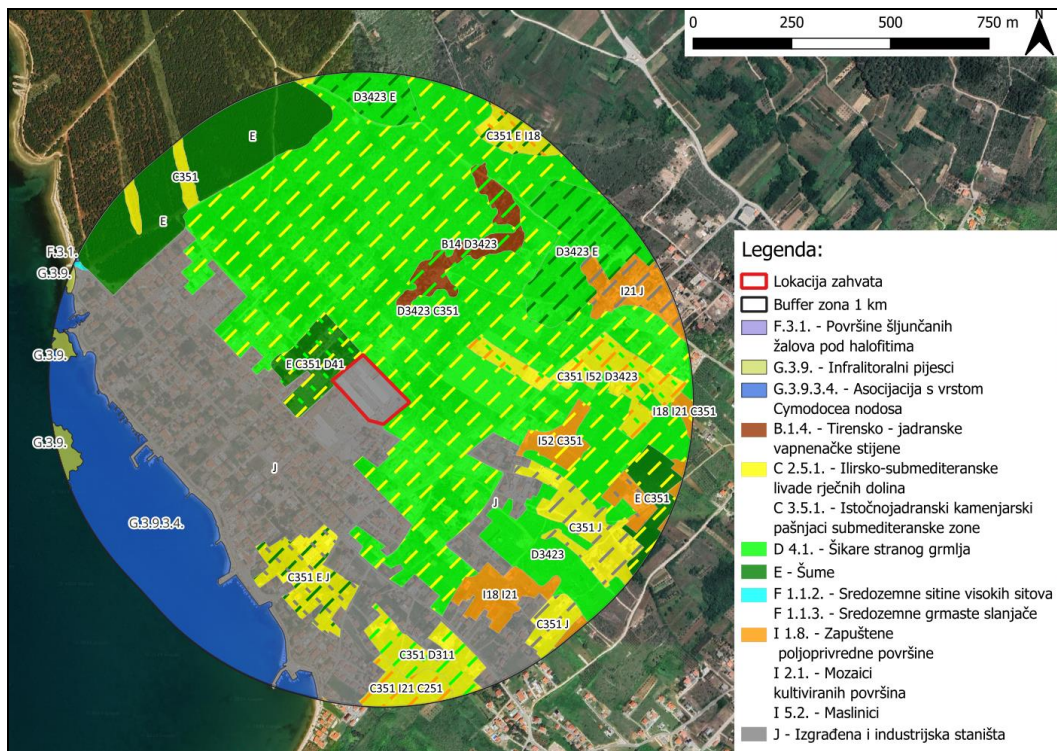 0 250 500 750 m
N
D3423 E
C351 E I18
E
C351
E
B14 D3423
D3423 E
F.3.1.
G.3.9.
I21 J
D3423 C351
G.3.9.
E C351 D41
C351 I52 D3423
I18 I21 C351
G.3.9.
I52 C351
J
E C351
J
G.3.9.3.4.
C351 J
D3423
C351 E J
I18 I21
C351 J
C351 D311
C351 I21 C251
Legenda:
Lokacija zahvata
Buffer zona 1 km
F.3.1. - Površine šljunčanih
žalova pod halofitima
G.3.9. - Infralitoralni pijesci
G.3.9.3.4. - Asocijacija s vrstom
Cymodocea nodosa
B.1.4. - Tirensko - jadranske
vapnenačke stijene
C 2.5.1. - Ilirsko-submediteranske
livade rječnih dolina
C 3.5.1. - Istočnojadranski kamenjarski
pašnjaci submediteranske zone
D 4.1. - Šikare stranog grmlja
E - Šume
F 1.1.2. - Sredozemne sitine visokih sitova
F 1.1.3. - Sredozemne grmaste slanjače
I 1.8. - Zapuštene
poljoprivredne površine
I 2.1. - Mozaici
kultiviranih površina
I 5.2. - Maslinici
J - Izgrađena i industrijska staništa